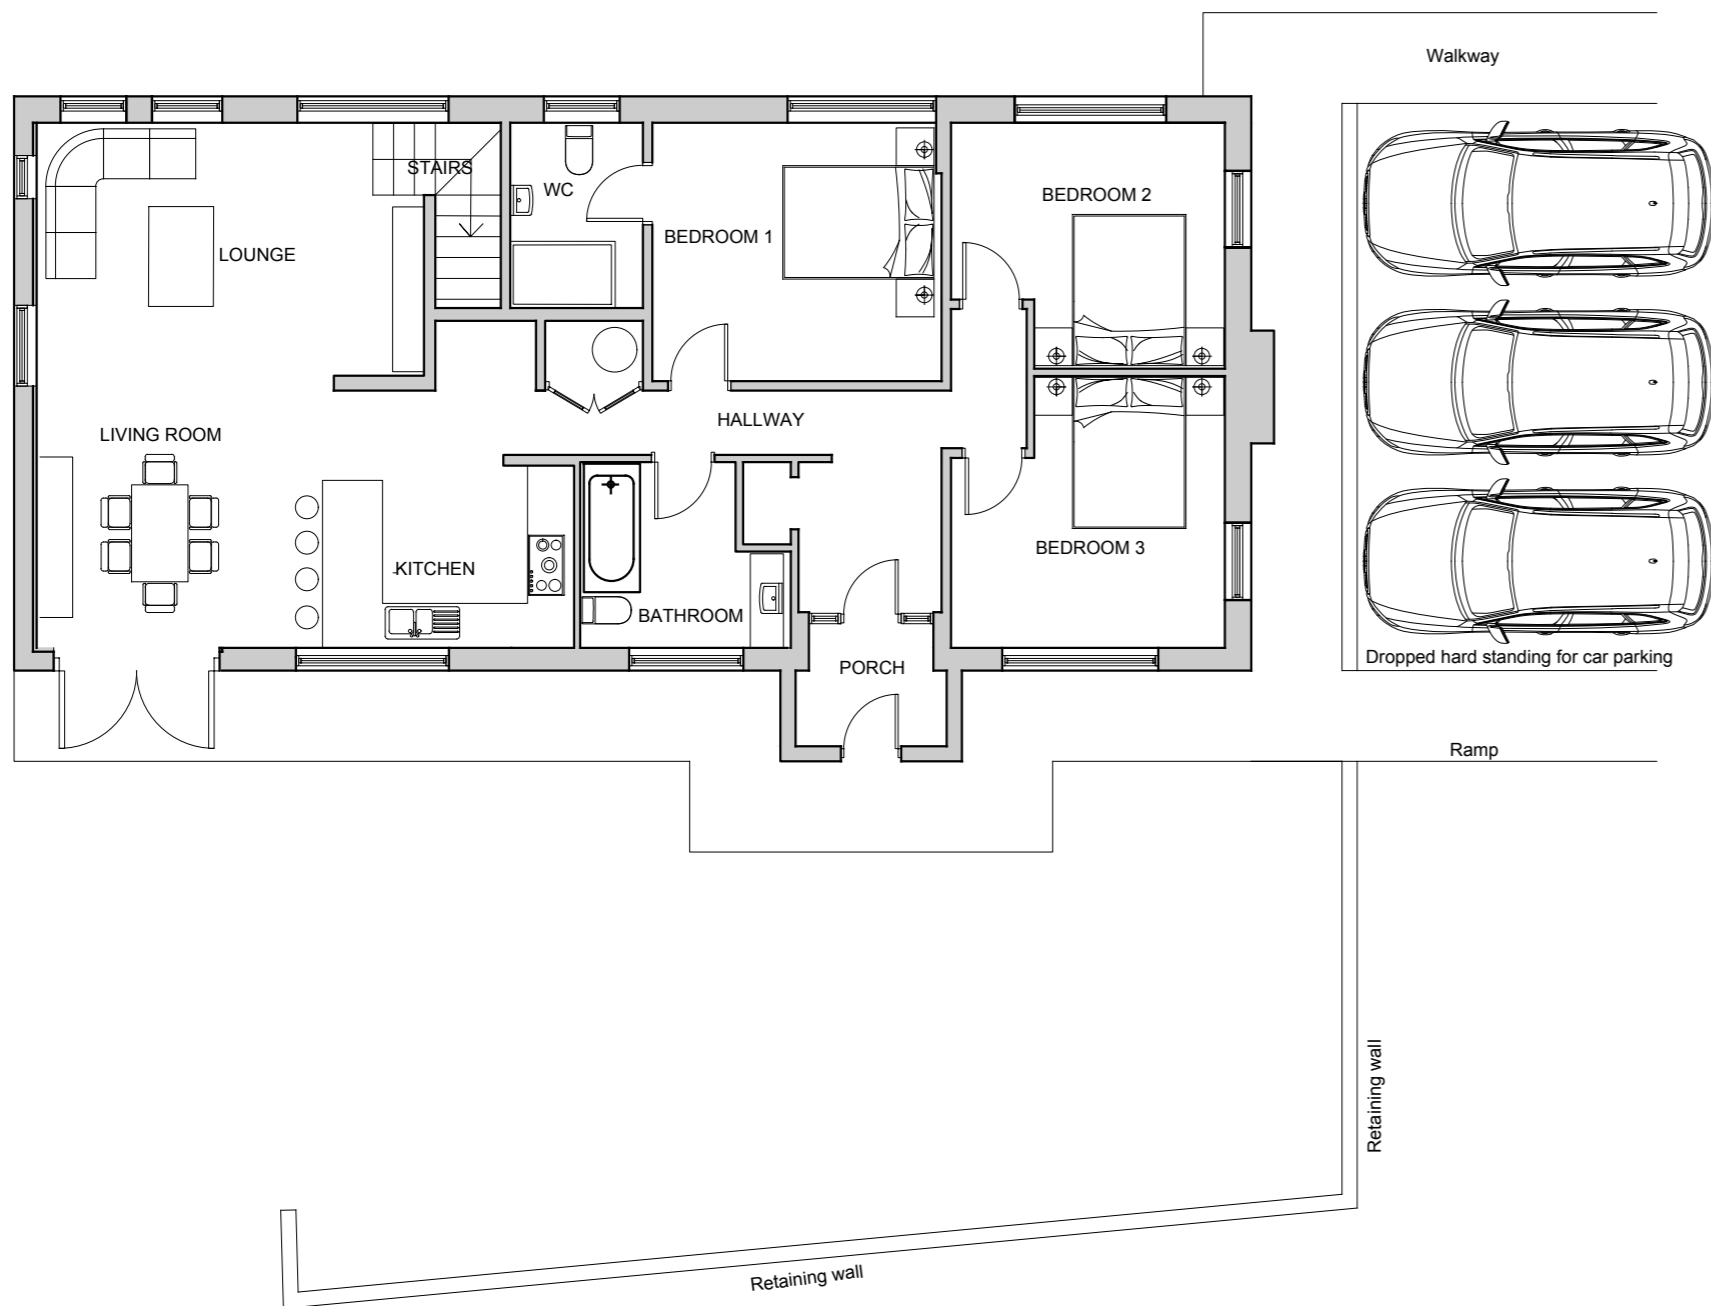 Walkway
STAIRS
WC
BEDROOM 2
BEDROOM 1
LOUNGE
HALLWAY
LIVING ROOM
BEDROOM 3
KITCHEN
BATHROOM
PORCH
Dropped hard standing for car parking
Ramp
Retaining wall
Retaining wall